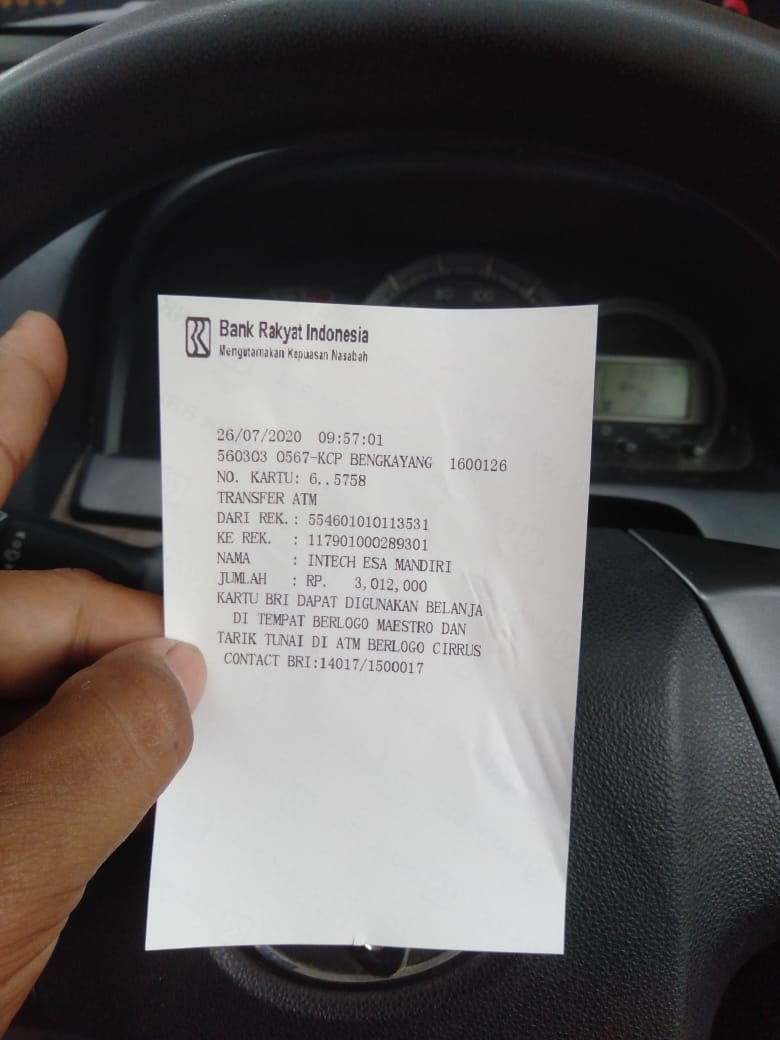 Bank Rakyat Indonesia
Mengutamakan Kepuasan Nasabah
26/07/2020 09:57:01
560303 0567-KCP BENGKAYANG 1600126
NO. KARTU: 6..5758
TRANSFER ATM
DARI REK.: 554601010113531
KE REK. : 117901000289301
NAMA : INTECH ESA MANDIRI
JUMLAH : RP. 3,012,000
KARTU BRI DAPAT DIGUNAKAN BELANJA
DI TEMPAT BERLOGO MAESTRO DAN
TARIK TUNAI DI ATM BERLOGO CIRRUS
CONTACT BRI:14017/1500017